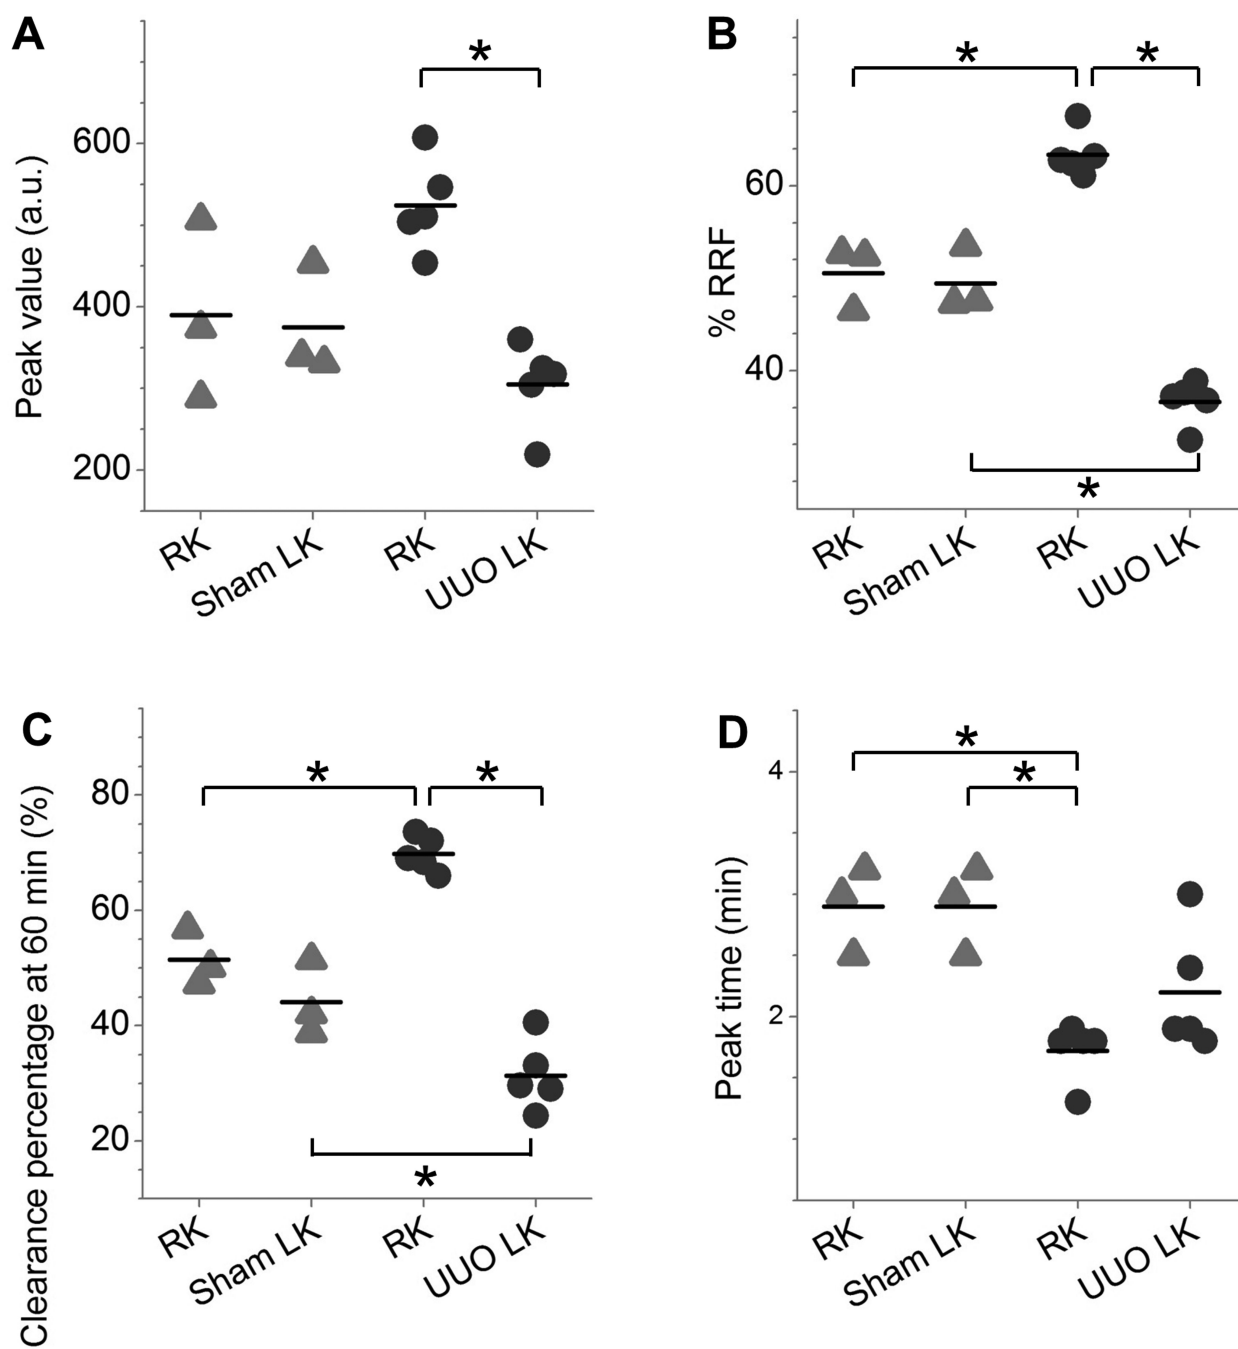 A
Peak value (a.u.)
600
400
200
*
RK
Sham LK
RK
UUO LK
B
% RRF
60
40
*
*
*
RK
Sham LK
RK
UUO LK
C
Clearance percentage at 60 min (%)
80
60
40
20
*
*
*
RK
Sham LK
RK
UUO LK
D
Peak time (min)
4
2
*
*
RK
Sham LK
RK
UUO LK